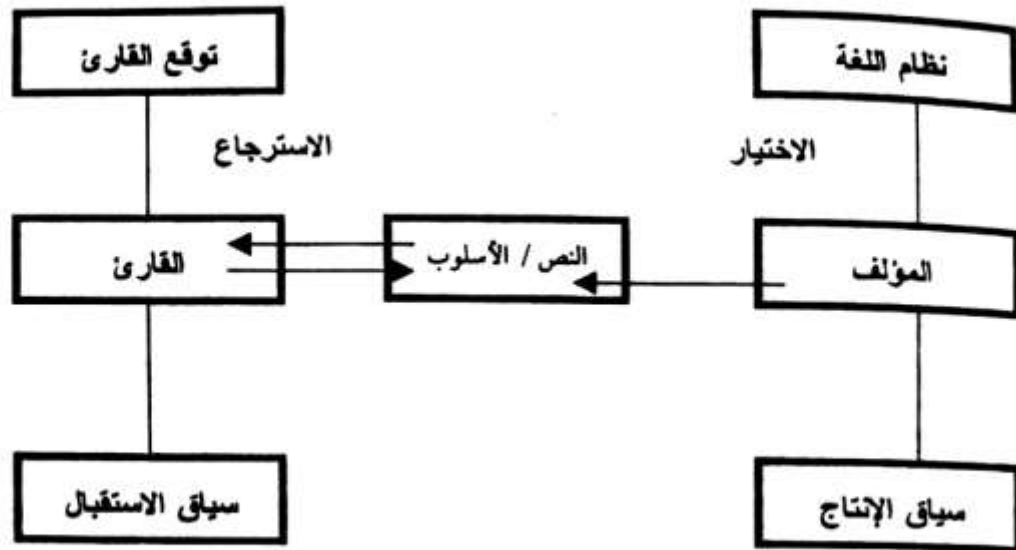 نظام اللغة
توقع القارئ
الاختيار
الاسترجاع
المؤلف
النص / الأسلوب
القارئ
سياق الإنتاج
سياق الاستقبال